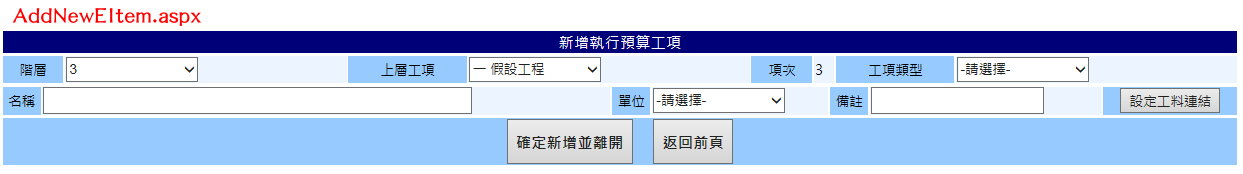 AddNewEItem.aspx
新增執行預算工項
階層 3 上層工項 一 假設工程 項次 3 工項類型 -請選擇-
名稱 單位 -請選擇- 備註 設定工料連結
確定新增並離開 返回前頁